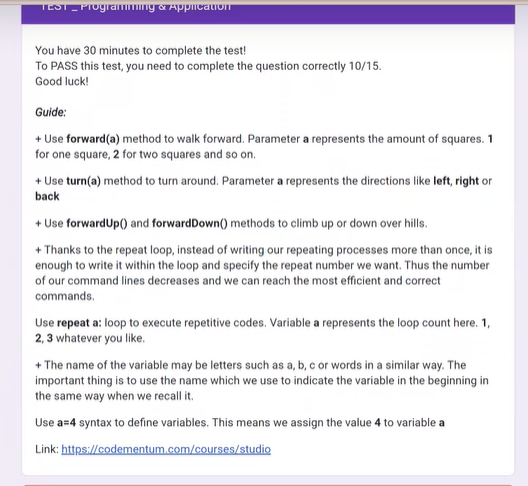 TEST _ Programming & Application
You have 30 minutes to complete the test!
To PASS this test, you need to complete the question correctly 10/15.
Good luck!
Guide:
+ Use forward(a) method to walk forward. Parameter a represents the amount of squares. 1
for one square, 2 for two squares and so on.
+ Use turn(a) method to turn around. Parameter a represents the directions like left, right or
back
+ Use forwardUp() and forwardDown() methods to climb up or down over hills.
+ Thanks to the repeat loop, instead of writing our repeating processes more than once, it is
enough to write it within the loop and specify the repeat number we want. Thus the number
of our command lines decreases and we can reach the most efficient and correct
commands.
Use repeat a: loop to execute repetitive codes. Variable a represents the loop count here. 1,
2, 3 whatever you like.
+ The name of the variable may be letters such as a, b, c or words in a similar way. The
important thing is to use the name which we use to indicate the variable in the beginning in
the same way when we recall it.
Use a=4 syntax to define variables. This means we assign the value 4 to variable a
Link: https://codementum.com/courses/studio